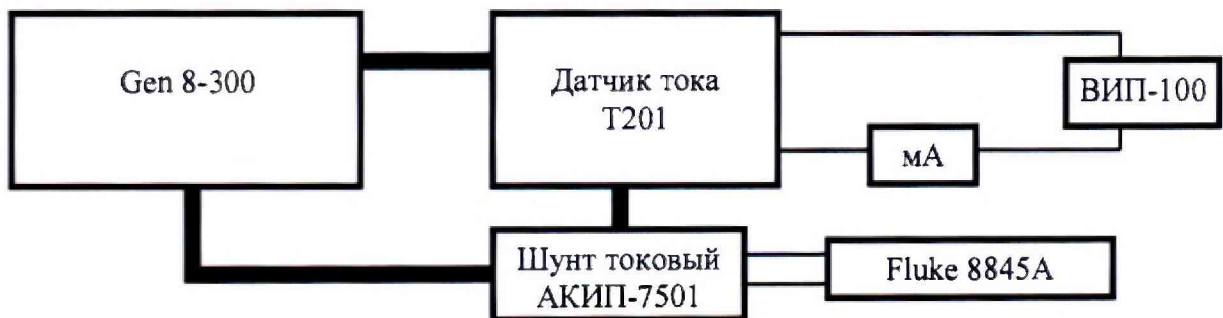 Gen 8-300
Датчик тока
Т201
ВИП-100
мА
Шунт токовый
АКИП-7501
Fluke 8845A